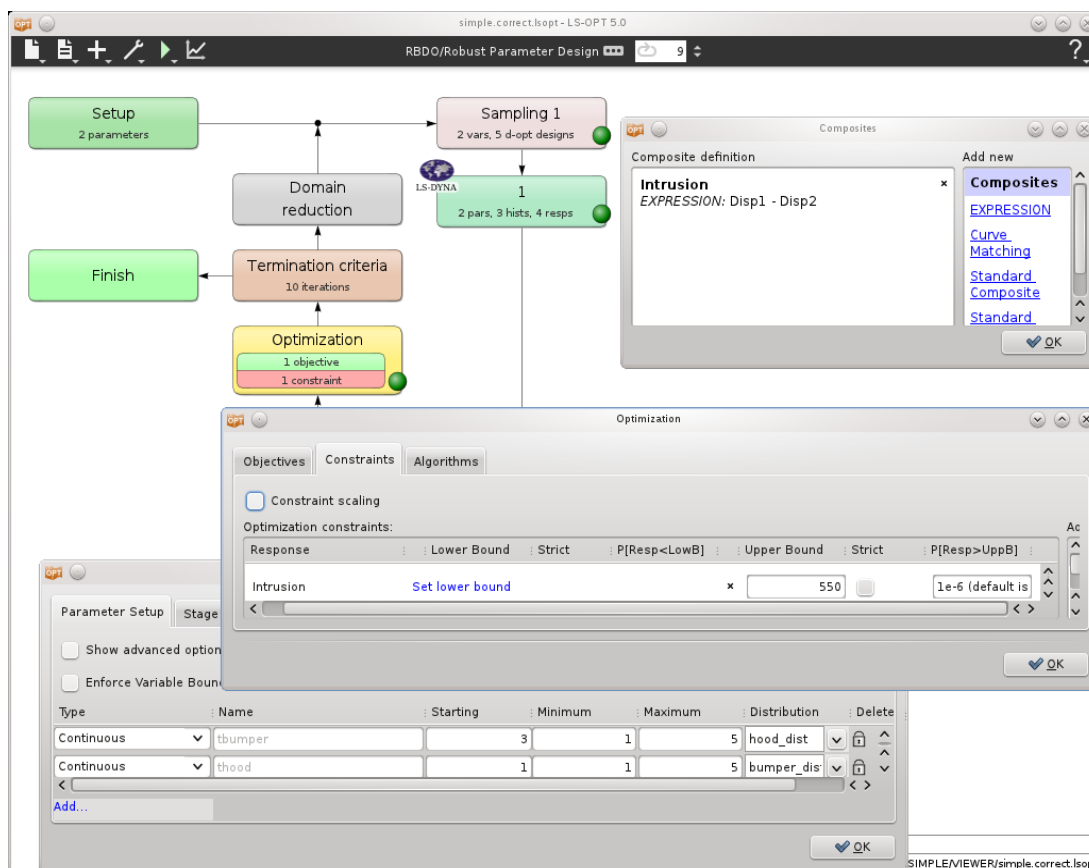 simple.correct.lsopt - LS-OPT 5.0
RBDO/Robust Parameter Design
9
?
Setup
2 parameters
Sampling 1
2 vars, 5 d-opt designs
LS-DYNA
1
2 pars, 3 hists, 4 resps
Domain
reduction
Termination criteria
10 iterations
Finish
Optimization
1 objective
1 constraint
OPT
Composites
Composite definition
Add new
Intrusion
EXPRESSION: Disp1 - Disp2
Composites
EXPRESSION
Curve
Matching
Standard
Composite
Standard
OK
OPT
Optimization
Objectives
Constraints
Algorithms
Constraint scaling
Optimization constraints:
Ac
Response
Lower Bound
Strict
P[Resp<LowB]
Upper Bound
Strict
P[Resp>UppB]
Intrusion
Set lower bound
550
1e-6 (default is
OK
OPT
Parameter Setup
Stage
Show advanced option
Enforce Variable Boun
Type
Name
Starting
Minimum
Maximum
Distribution
Delete
Continuous
tbumper
3
1
5
hood_dist
Continuous
thood
1
1
5
bumper_dis
Add...
OK
SIMPLE/VIEWER/simple.correct.lsop